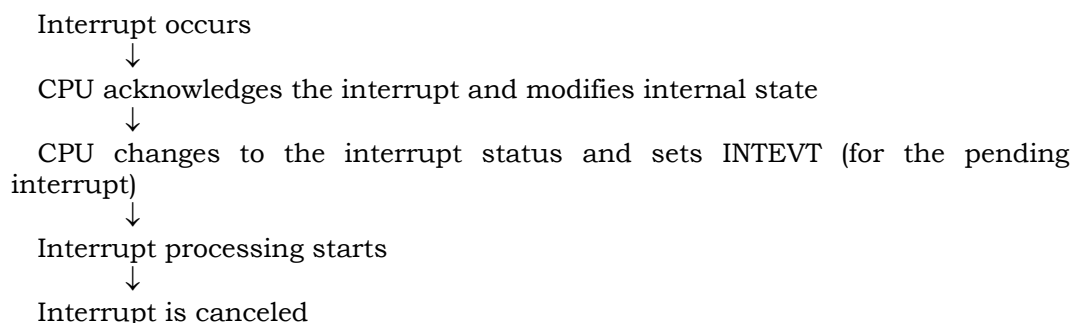 Interrupt occurs
↓
CPU acknowledges the interrupt and modifies internal state
↓
CPU changes to the interrupt status and sets INTEVT (for the pending
interrupt)
↓
Interrupt processing starts
↓
Interrupt is canceled